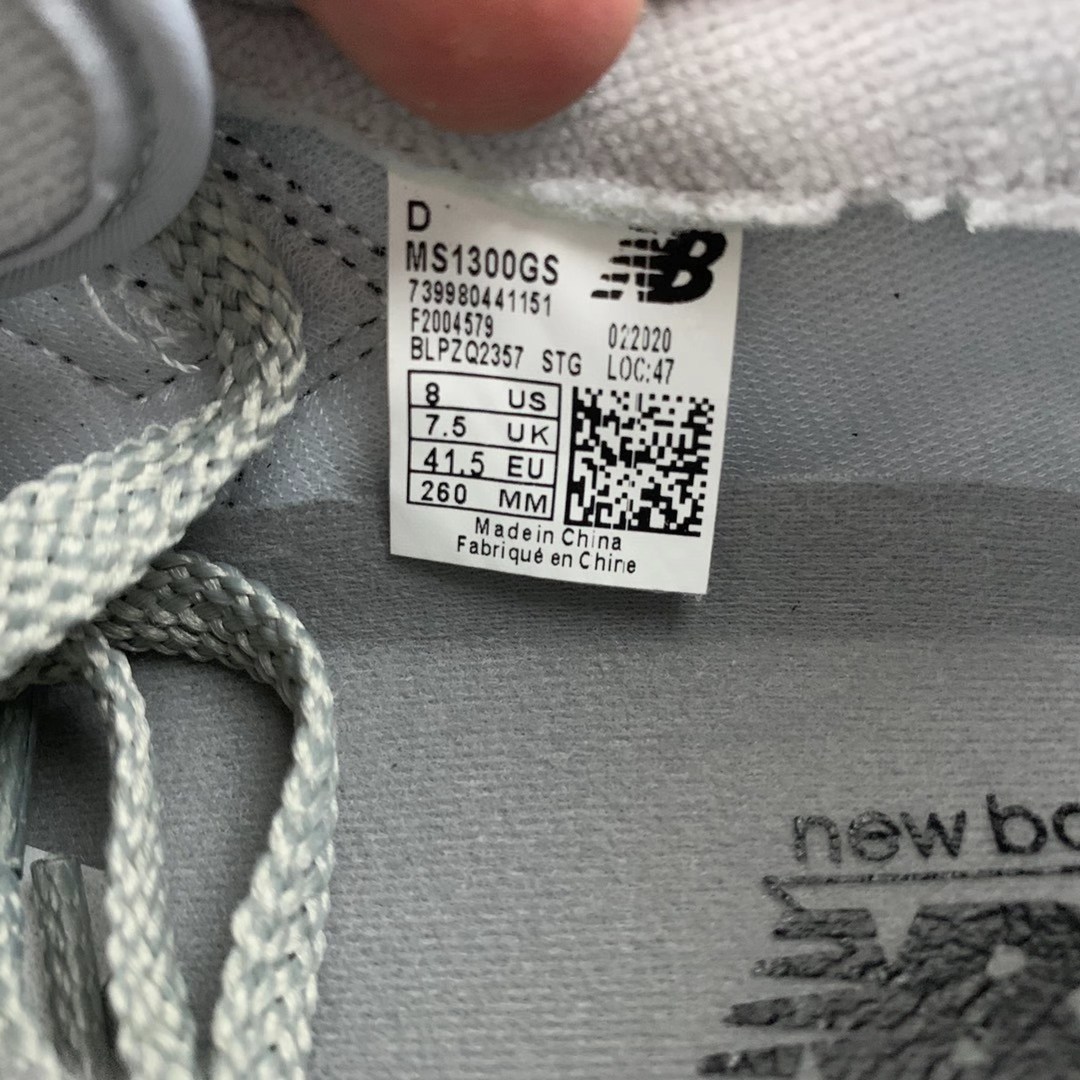 D
MS1300GS
739980441151
F2004579 022020
BLPZQ2357 STG LOC:47
8 US
7.5 UK
41.5 EU
260 MM
Made in China
Fabriqué en Chine
new ba